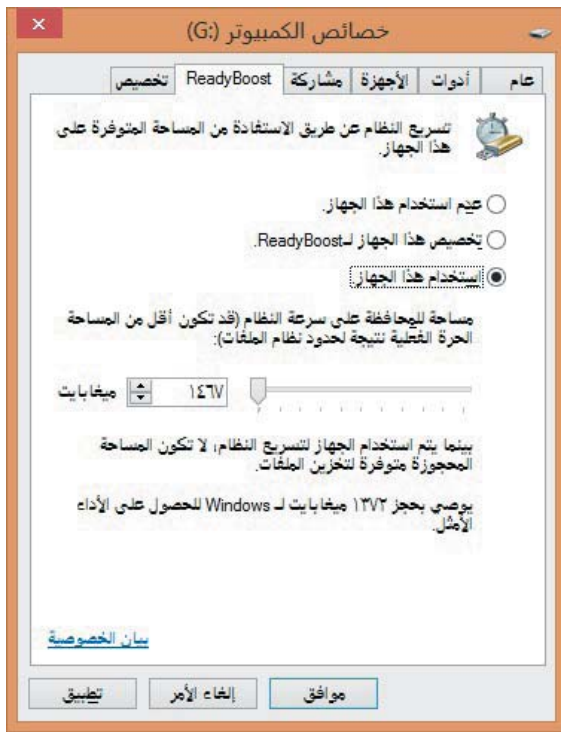 خصائص الكمبيوتر (G:)
عام أدوات الأجهزة مشاركة ReadyBoost تخصيص
تسريع النظام عن طريق الاستفادة من المساحة المتوفرة على
هذا الجهاز.
عدم استخدام هذا الجهاز.
تخصيص هذا الجهاز لـReadyBoost.
إستخدام هذا الجهاز.
مساحة للمحافظة على سرعة النظام (قد تكون أقل من المساحة
الحرة الفعلية نتيجة لحدود نظام الملفات):
١٤٦٧ ميغابايت
بينما يتم استخدام الجهاز لتسريع النظام، لا تكون المساحة
المحجوزة متوفرة لتخزين الملفات.
يوصي بحجز ١٣٧٢ ميغابايت لـ Windows للحصول على الأداء
الأمثل.
بيان الخصوصية
موافق إلغاء الأمر تطبيق